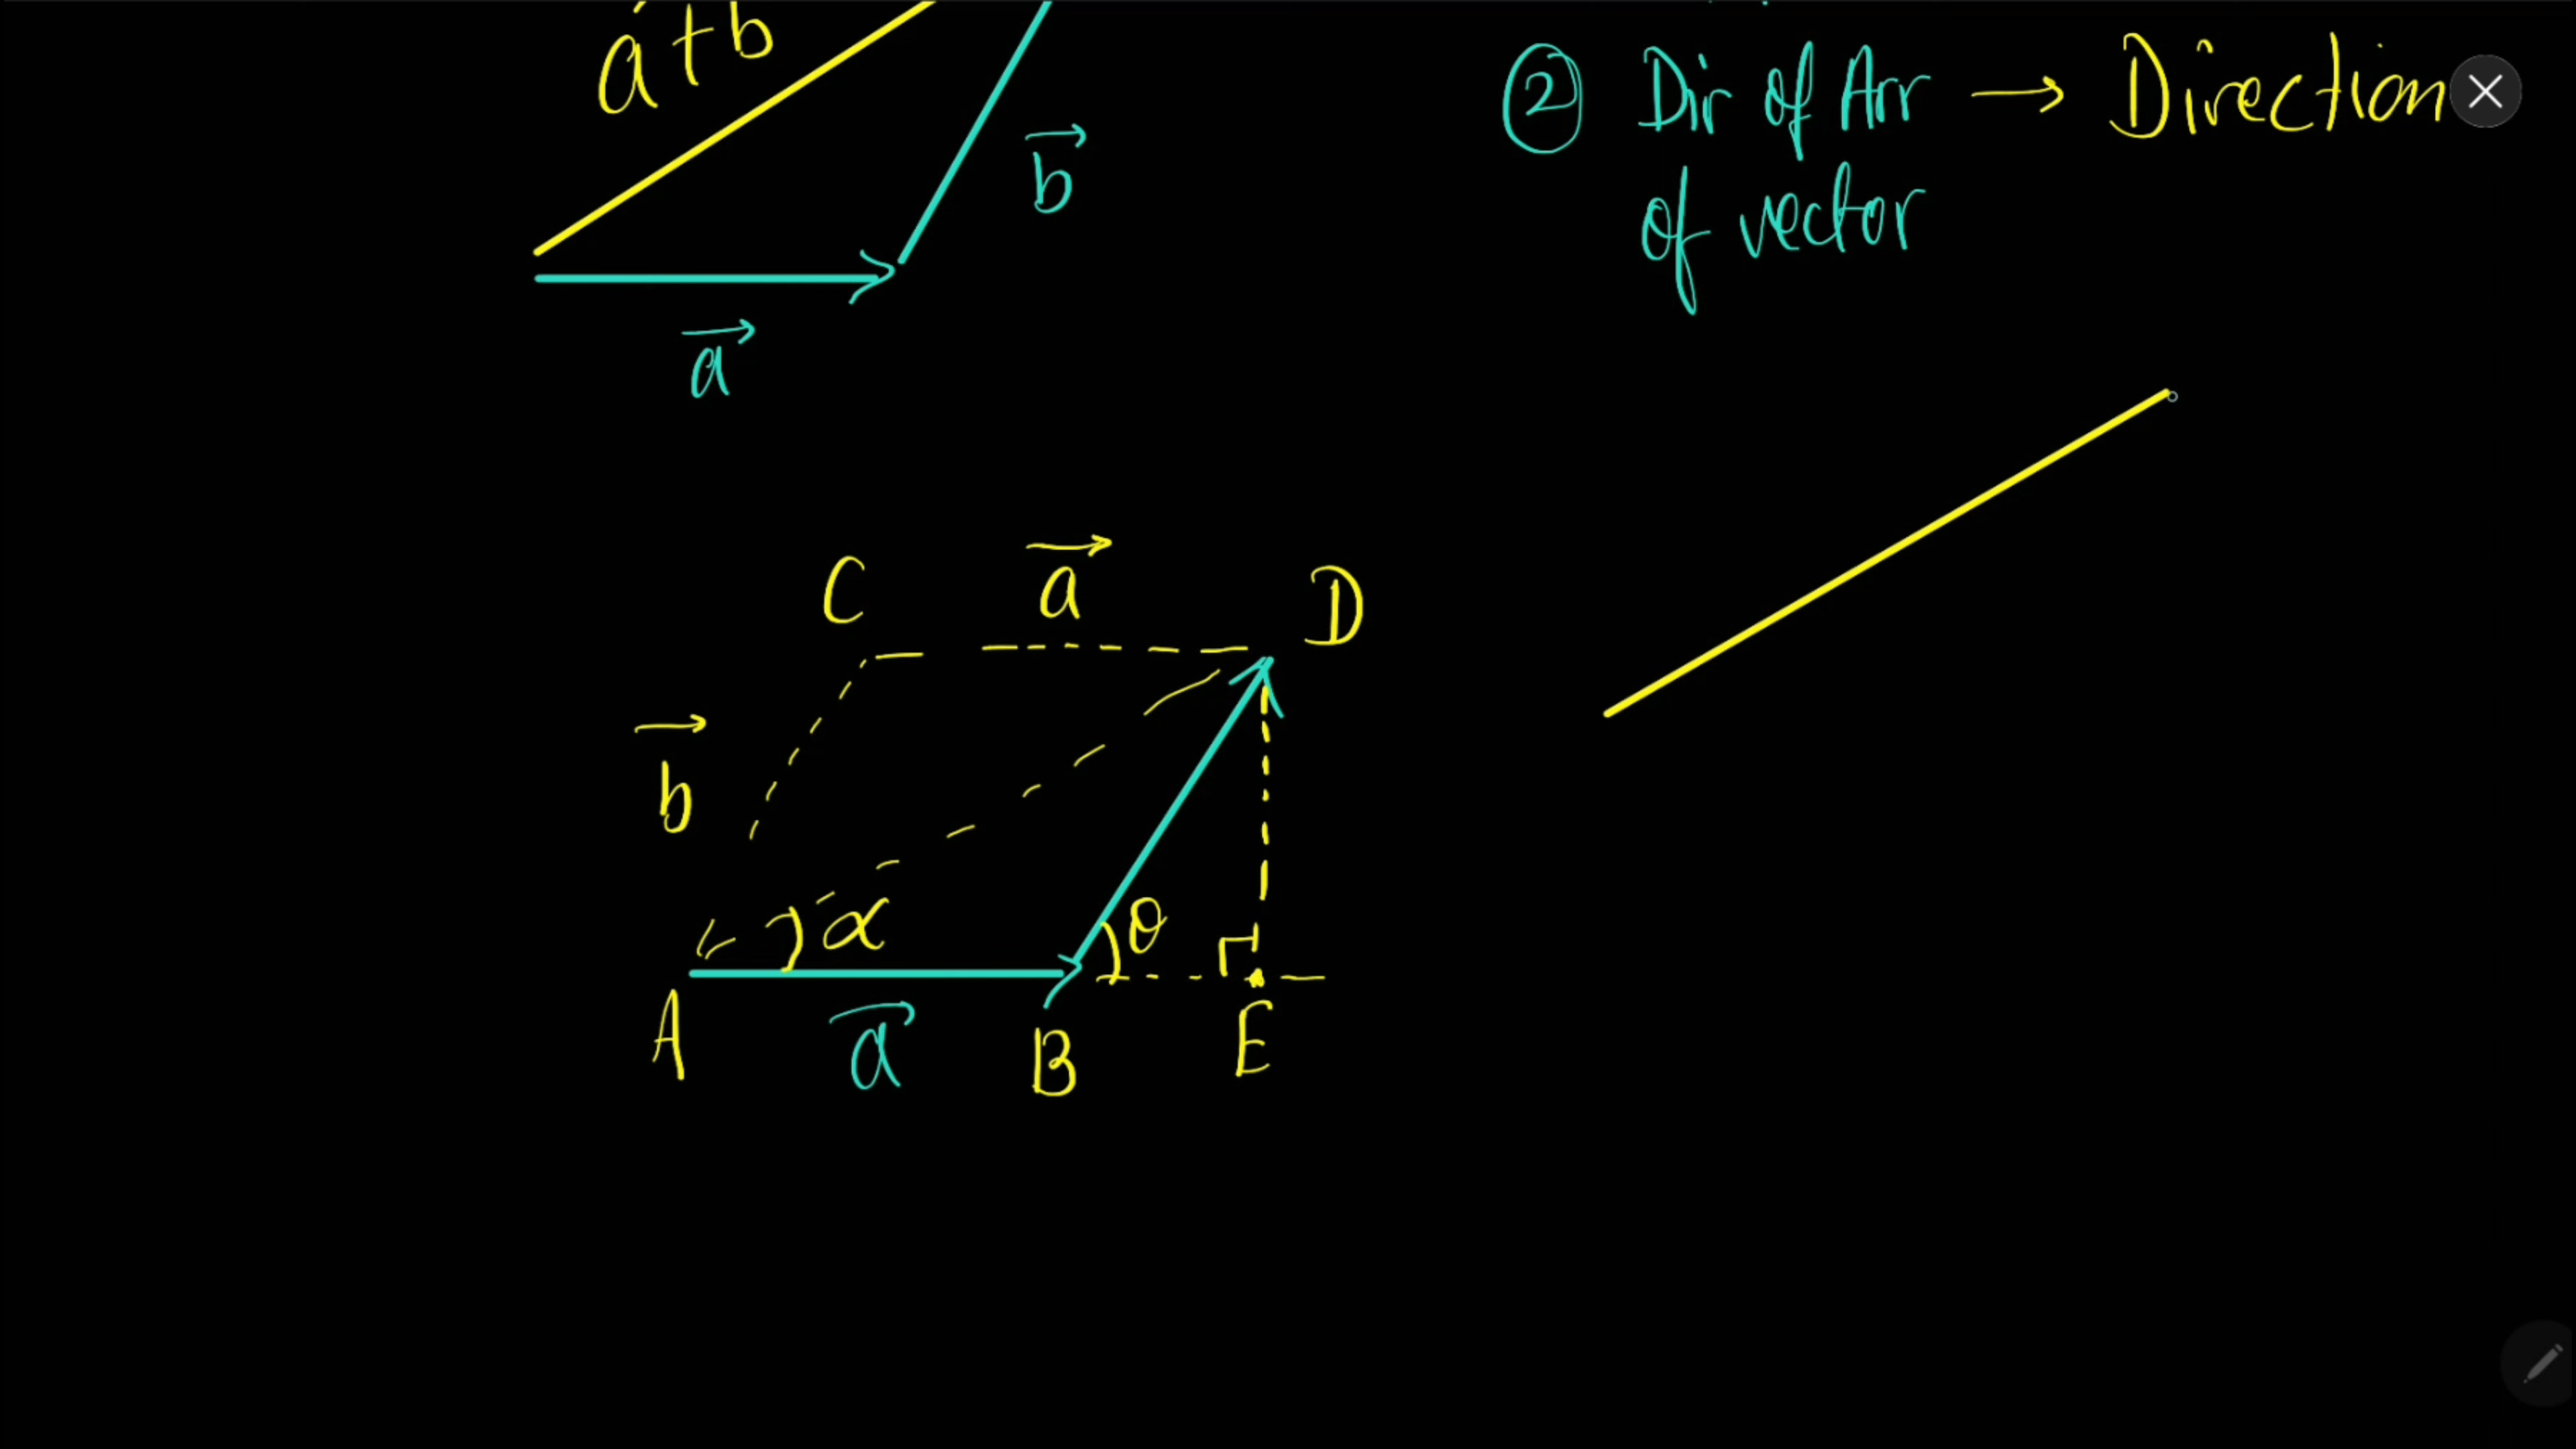 a+b
② Dir of Arr → Direction
of vector
b
a
C a D
b
α θ
A a B E